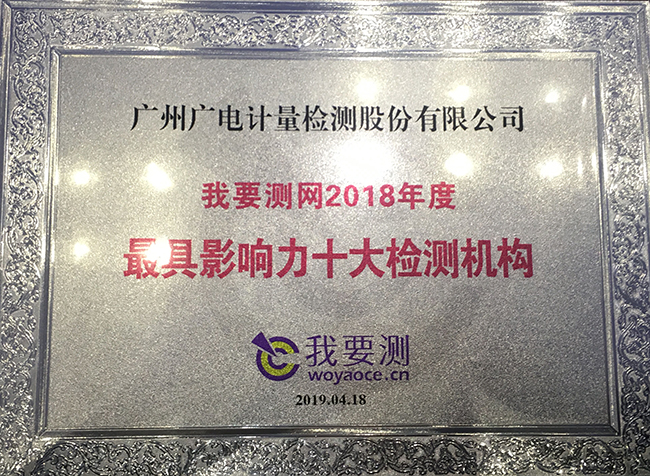 广州广电计量检测股份有限公司
我要测网2018年度
最具影响力十大检测机构
我要测
woyaoce.cn
2019.04.18